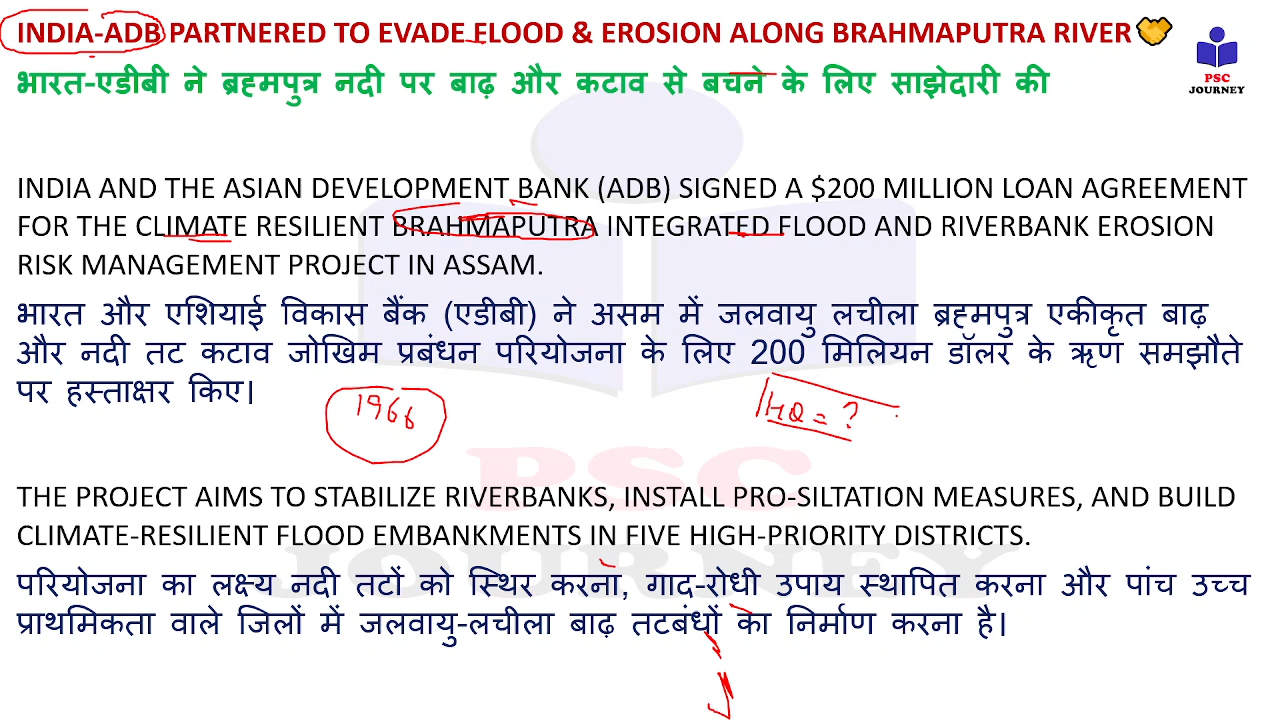 INDIA-ADB PARTNERED TO EVADE FLOOD & EROSION ALONG BRAHMAPUTRA RIVER
PSC
JOURNEY
भारत-एडीबी ने ब्रह्मपुत्र नदी पर बाढ़ और कटाव से बचने के लिए साझेदारी की
INDIA AND THE ASIAN DEVELOPMENT BANK (ADB) SIGNED A $200 MILLION LOAN AGREEMENT
FOR THE CLIMATE RESILIENT BRAHMAPUTRA INTEGRATED FLOOD AND RIVERBANK EROSION
RISK MANAGEMENT PROJECT IN ASSAM.
भारत और एशियाई विकास बैंक (एडीबी) ने असम में जलवायु लचीला ब्रह्मपुत्र एकीकृत बाढ़
और नदी तट कटाव जोखिम प्रबंधन परियोजना के लिए 200 मिलियन डॉलर के ऋण समझौते
पर हस्ताक्षर किए।
1966
HQ = ?
PSC
THE PROJECT AIMS TO STABILIZE RIVERBANKS, INSTALL PRO-SILTATION MEASURES, AND BUILD
CLIMATE-RESILIENT FLOOD EMBANKMENTS IN FIVE HIGH-PRIORITY DISTRICTS.
JOURNEY
परियोजना का लक्ष्य नदी तटों को स्थिर करना, गाद-रोधी उपाय स्थापित करना और पांच उच्च
प्राथमिकता वाले जिलों में जलवायु-लचीला बाढ़ तटबंधों का निर्माण करना है।